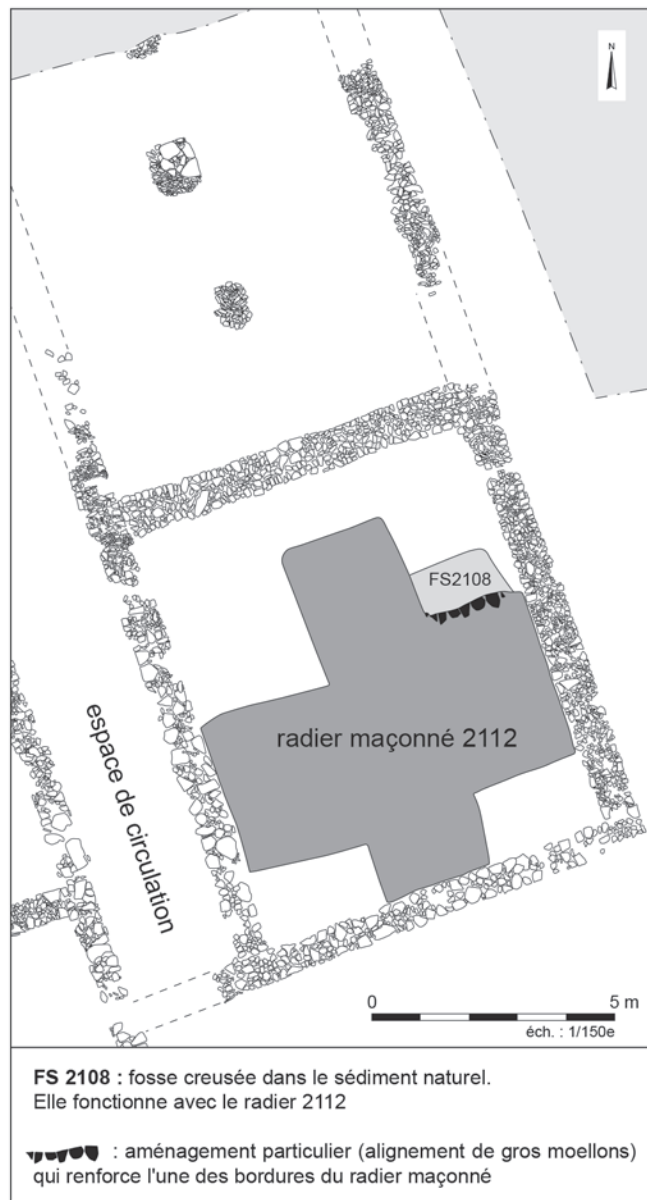 N
FS2108
radier maçonné 2112
espace de circulation
0 5 m
éch. : 1/150e
FS 2108 : fosse creusée dans le sédiment naturel.
Elle fonctionne avec le radier 2112
: aménagement particulier (alignement de gros moellons)
qui renforce l'une des bordures du radier maçonné